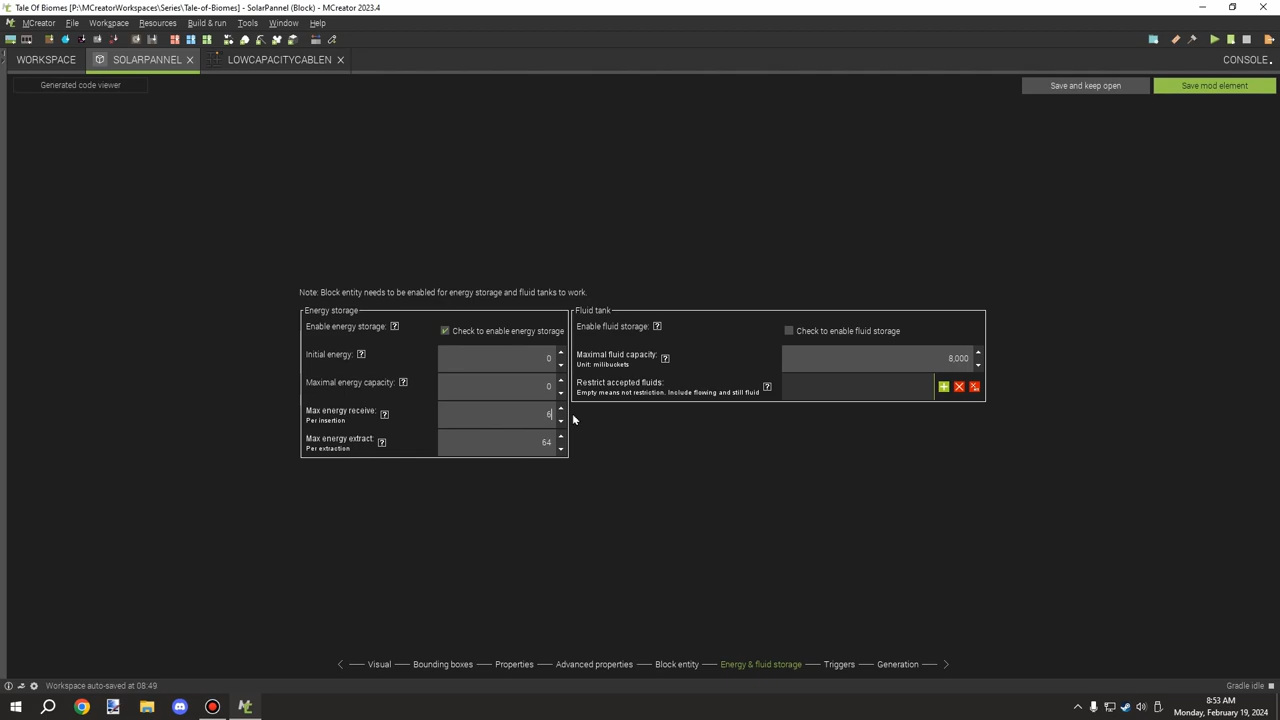 Tale Of Biomes [P:\MCreatorWorkspaces\Series\Tale-of-Biomes] - SolarPannel (Block) - MCreator 2023.4
MCreator File Workspace Resources Build & run Tools Window Help
WORKSPACE SOLARPANNEL LOWCAPACITYCABLEN CONSOLE
Generated code viewer Save and keep open Save mod element
Note: Block entity needs to be enabled for energy storage and fluid tanks to work.
Energy storage
Enable energy storage: ? Check to enable energy storage
Initial energy: ? 0
Maximal energy capacity: ? 0
Max energy receive: ? 6
Per insertion
Max energy extract: ? 64
Per extraction
Fluid tank
Enable fluid storage: ? Check to enable fluid storage
Maximal fluid capacity: ? 8,000
Unit: milibuckets
Restrict accepted fluids: ?
Empty means not restriction. Include flowing and still fluid
Visual Bounding boxes Properties Advanced properties Block entity Energy & fluid storage Triggers Generation
Workspace auto-saved at 08:49 Gradle idle
8:53 AM
Monday, February 19, 2024